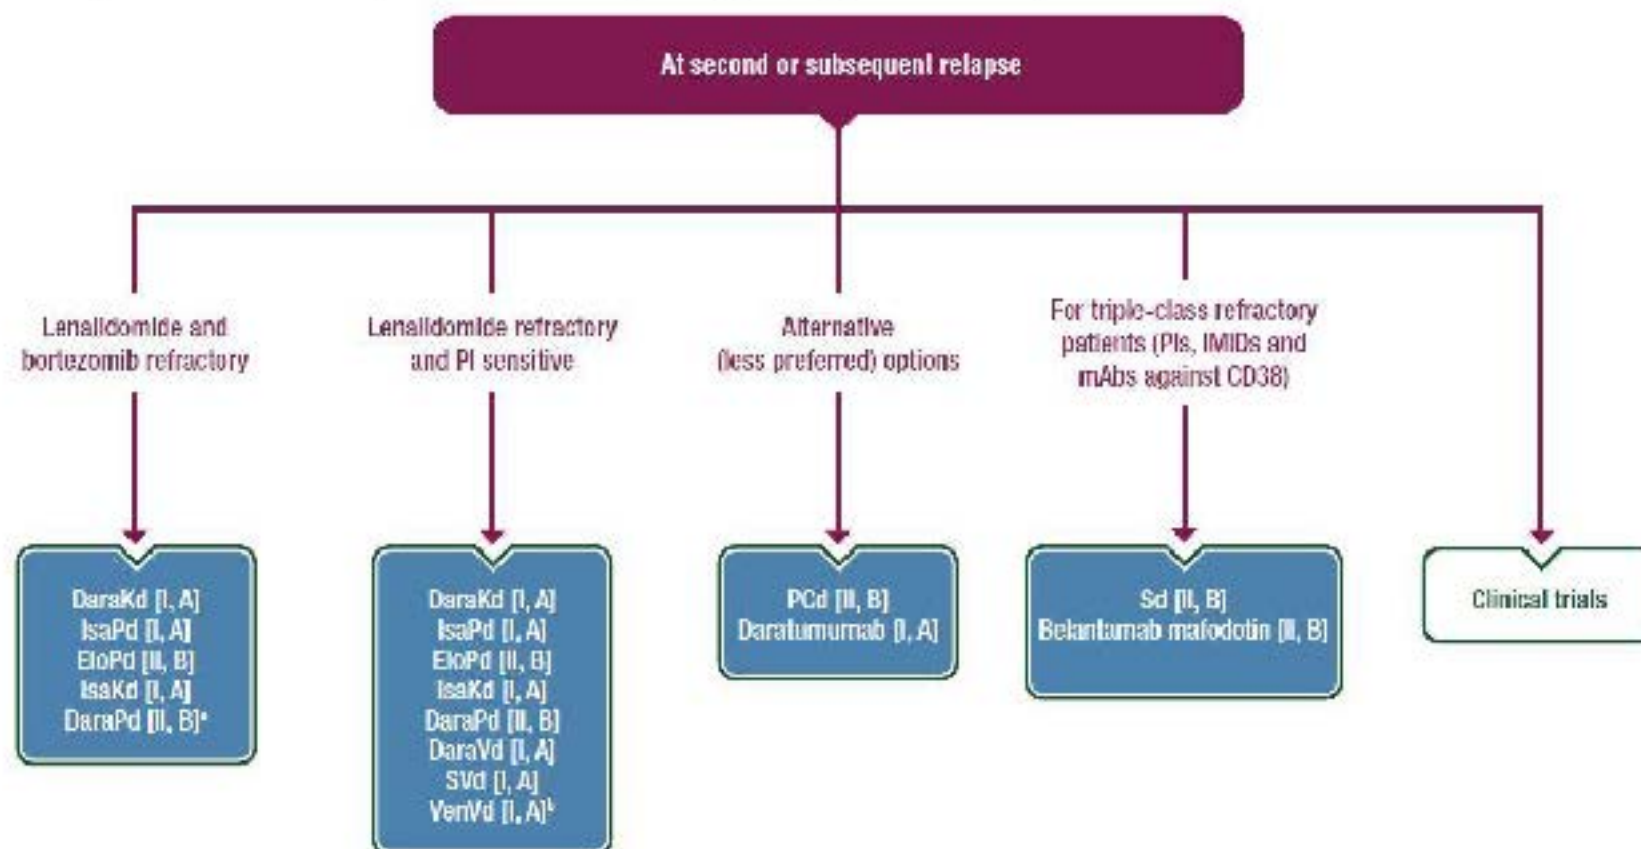 At second or subsequent relapse
Lenalidomide and
bortezomib refractory
Lenalidomide refractory
and PI sensitive
Alternative
(less preferred) options
For triple-class refractory
patients (PIs, IMIDs and
mAbs against CD38)
DaraKd [I, A]
IsaPd [I, A]
EloPd [II, B]
IsaKd [I, A]
DaraPd [II, B]ᵃ
DaraKd [I, A]
IsaPd [I, A]
EloPd [II, B]
IsaKd [I, A]
DaraPd [II, B]
DaraVd [I, A]
SVd [I, A]
VenVd [I, A]ᵇ
PCd [II, B]
Daratumumab [I, A]
Sd [II, B]
Belantamab mafodotin [II, B]
Clinical trials